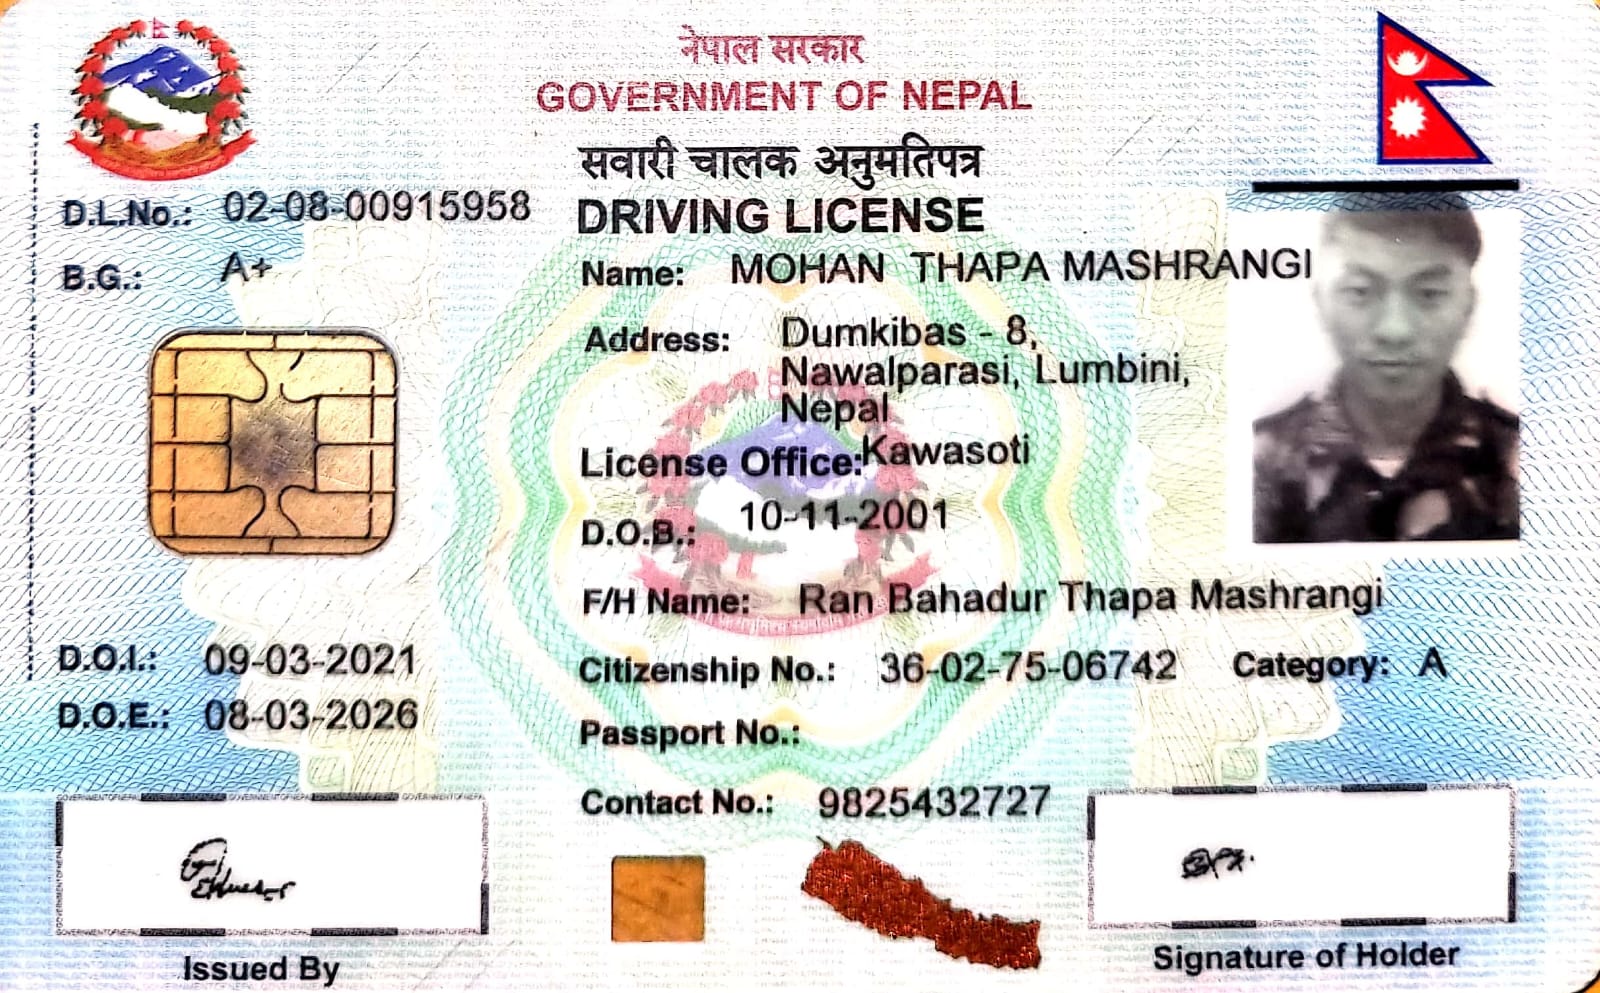 नेपाल सरकार
GOVERNMENT OF NEPAL
सवारी चालक अनुमतिपत्र
DRIVING LICENSE
D.L.No.: 02-08-00915958
B.G.: A+
Name: MOHAN THAPA MASHRANGI
Address: Dumkibas - 8,
Nawalparasi, Lumbini,
Nepal
License Office: Kawasoti
D.O.B.: 10-11-2001
F/H Name: Ran Bahadur Thapa Mashrangi
D.O.I.: 09-03-2021
Citizenship No.: 36-02-75-06742 Category: A
D.O.E.: 08-03-2026
Passport No.:
Contact No.: 9825432727
Issued By
Signature of Holder